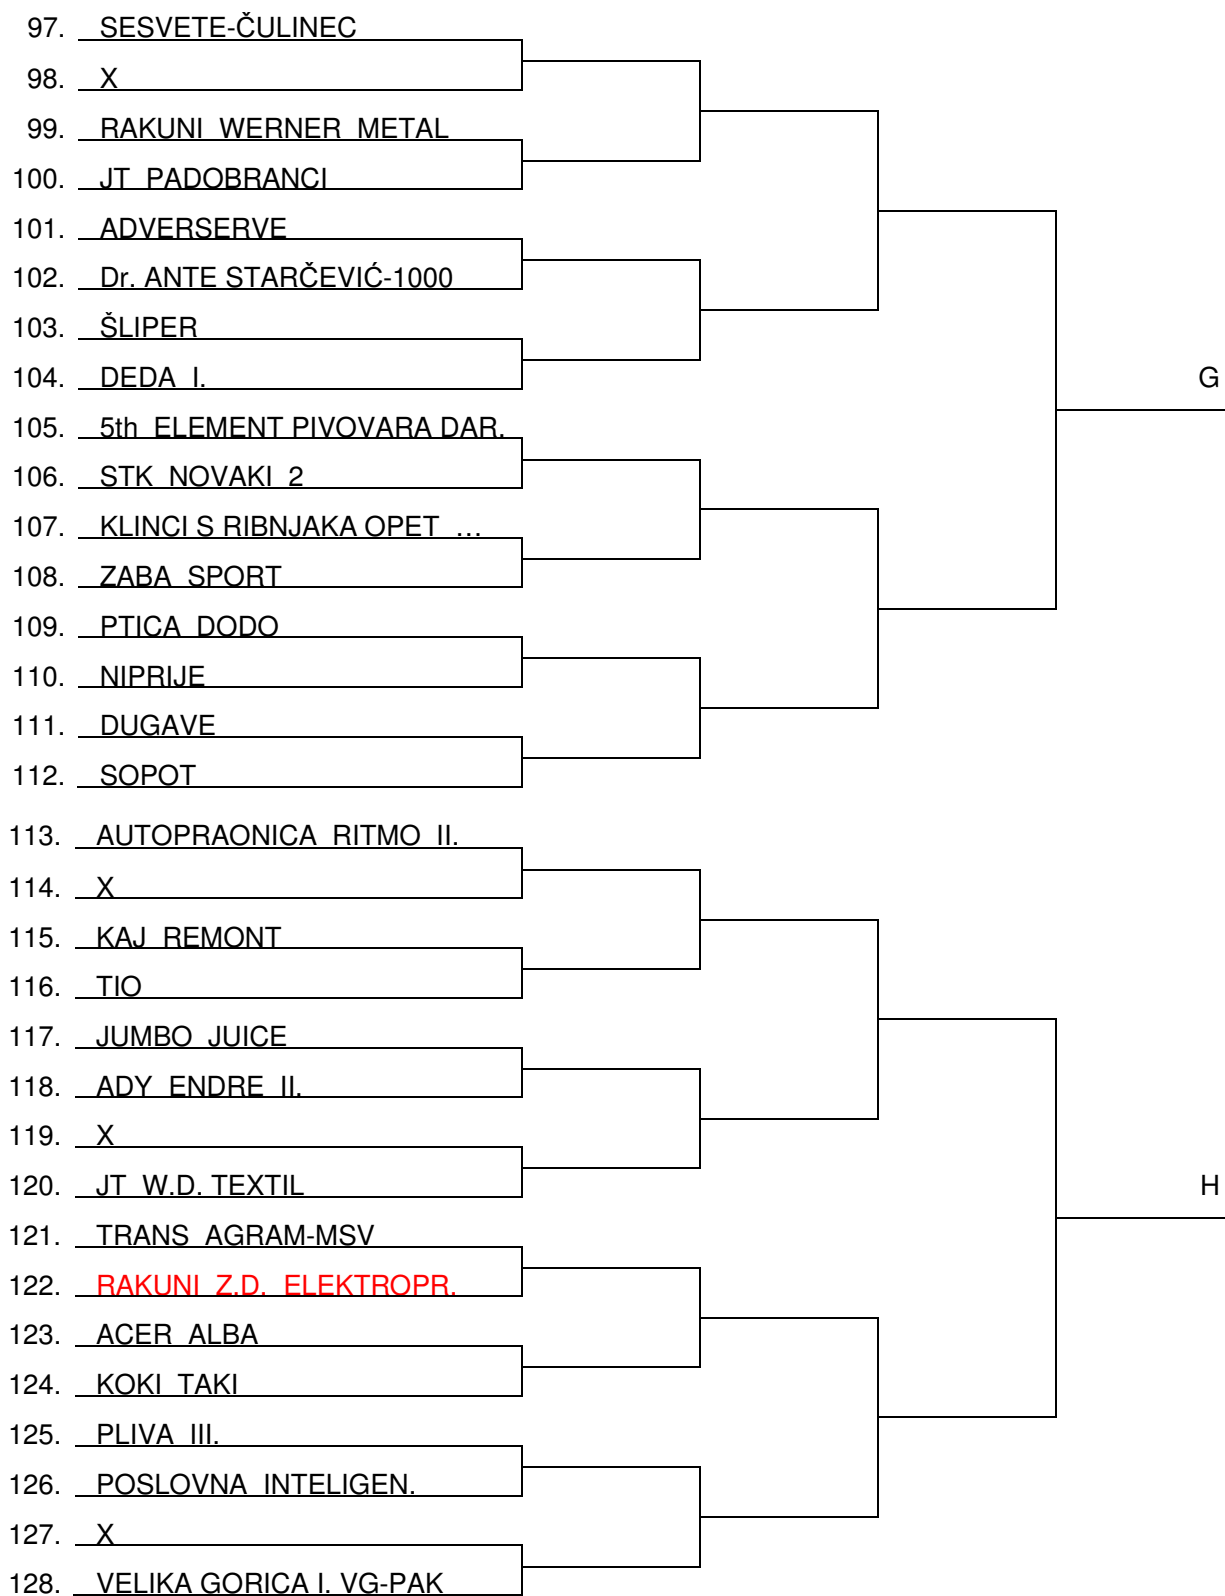 97. SESVETE-ČULINEC
98. X
99. RAKUNI WERNER METAL
100. JT PADOBRANCI
101. ADVERSERVE
102. Dr. ANTE STARČEVIĆ-1000
103. ŠLIPER
104. DEDA I.
G
105. 5th ELEMENT PIVOVARA DAR.
106. STK NOVAKI 2
107. KLINCI S RIBNJAKA OPET ...
108. ZABA SPORT
109. PTICA DODO
110. NIPRIJE
111. DUGAVE
112. SOPOT
113. AUTOPRAONICA RITMO II.
114. X
115. KAJ REMONT
116. TIO
117. JUMBO JUICE
118. ADY ENDRE II.
119. X
120. JT W.D. TEXTIL
H
121. TRANS AGRAM-MSV
122. RAKUNI Z.D. ELEKTROPR.
123. ACER ALBA
124. KOKI TAKI
125. PLIVA III.
126. POSLOVNA INTELIGEN.
127. X
128. VELIKA GORICA I. VG-PAK